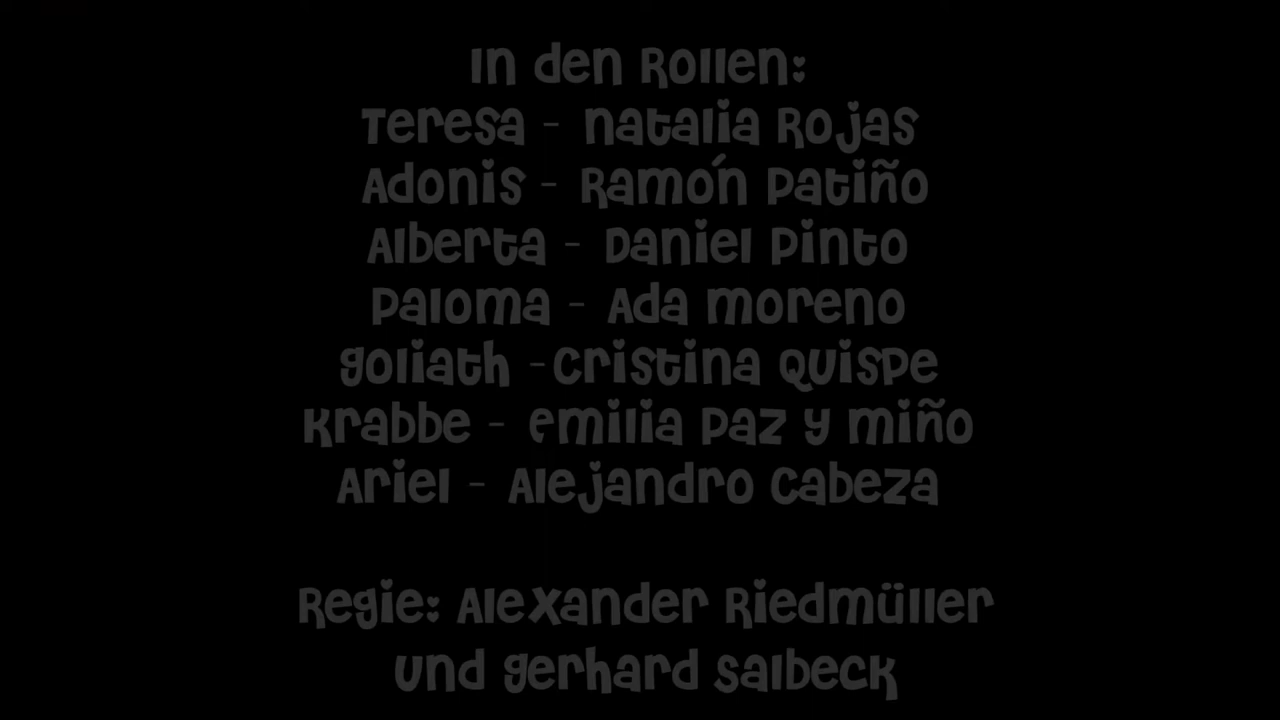 In den Rollen:
Teresa - Natalia Rojas
Adonis - Ramón Patiño
Alberta - Daniel Pinto
Paloma - Ada Moreno
Goliath -Cristina Quispe
Krabbe - Emilia Paz y Miño
Ariel - Alejandro Cabeza
Regie: Alexander Riedmüller
und Gerhard Salbeck